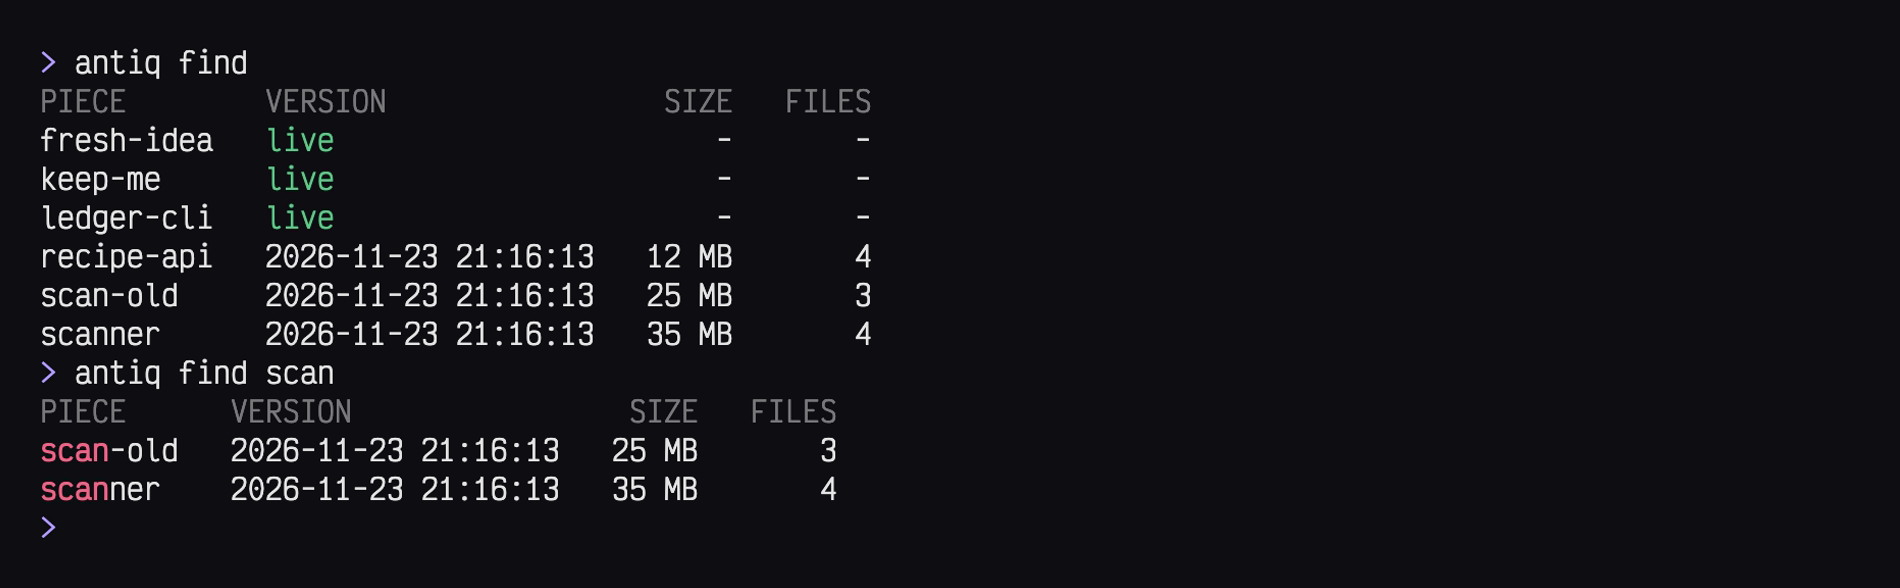 > antiq find
PIECE        VERSION                SIZE   FILES
fresh-idea   live                      -       -
keep-me      live                      -       -
ledger-cli   live                      -       -
recipe-api   2026-11-23 21:16:13   12 MB       4
scan-old     2026-11-23 21:16:13   25 MB       3
scanner      2026-11-23 21:16:13   35 MB       4
> antiq find scan
PIECE      VERSION                SIZE   FILES
scan-old   2026-11-23 21:16:13   25 MB       3
scanner    2026-11-23 21:16:13   35 MB       4
>